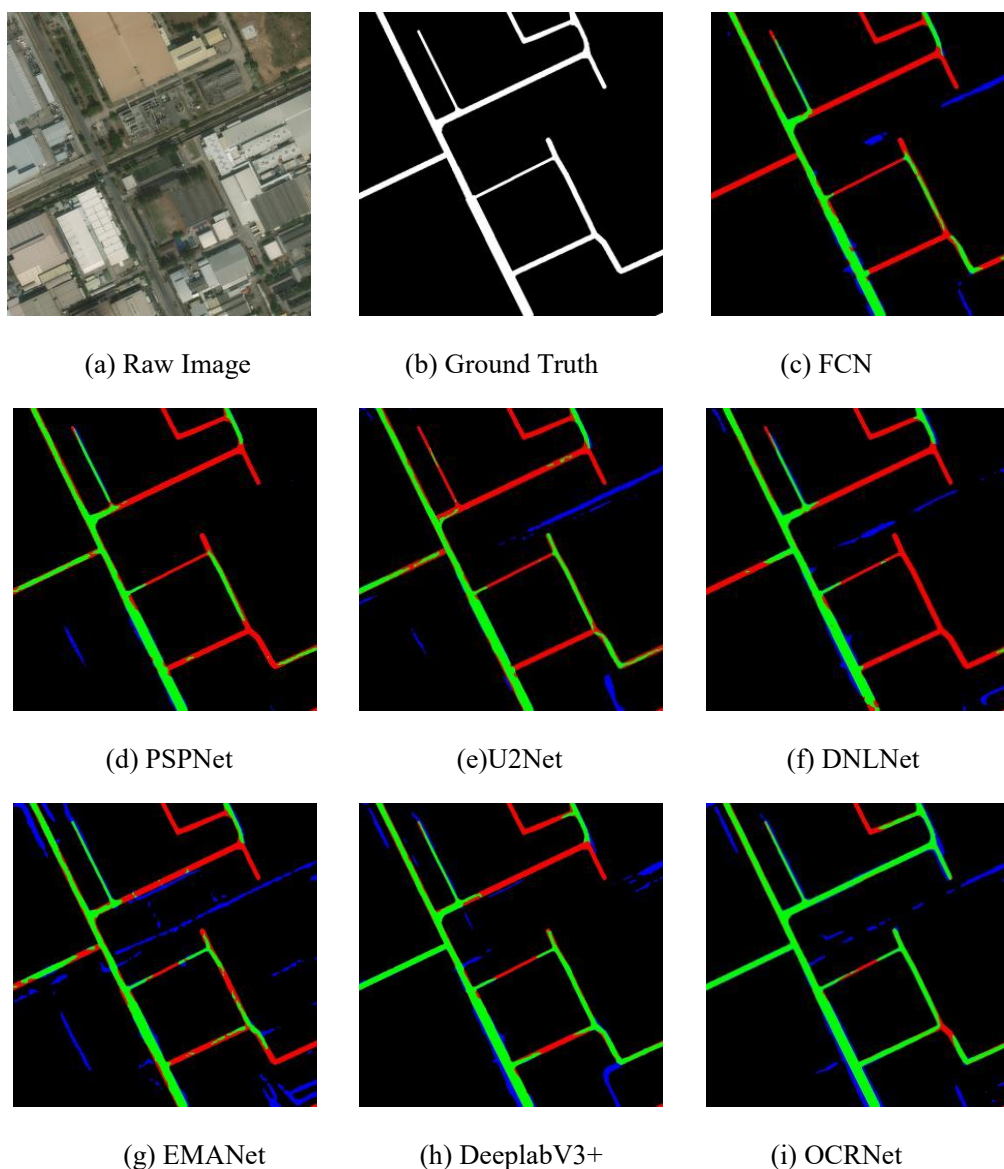 (a) Raw Image
(b) Ground Truth
(c) FCN
(d) PSPNet
(e)U2Net
(f) DNLNet
(g) EMANet
(h) DeeplabV3+
(i) OCRNet